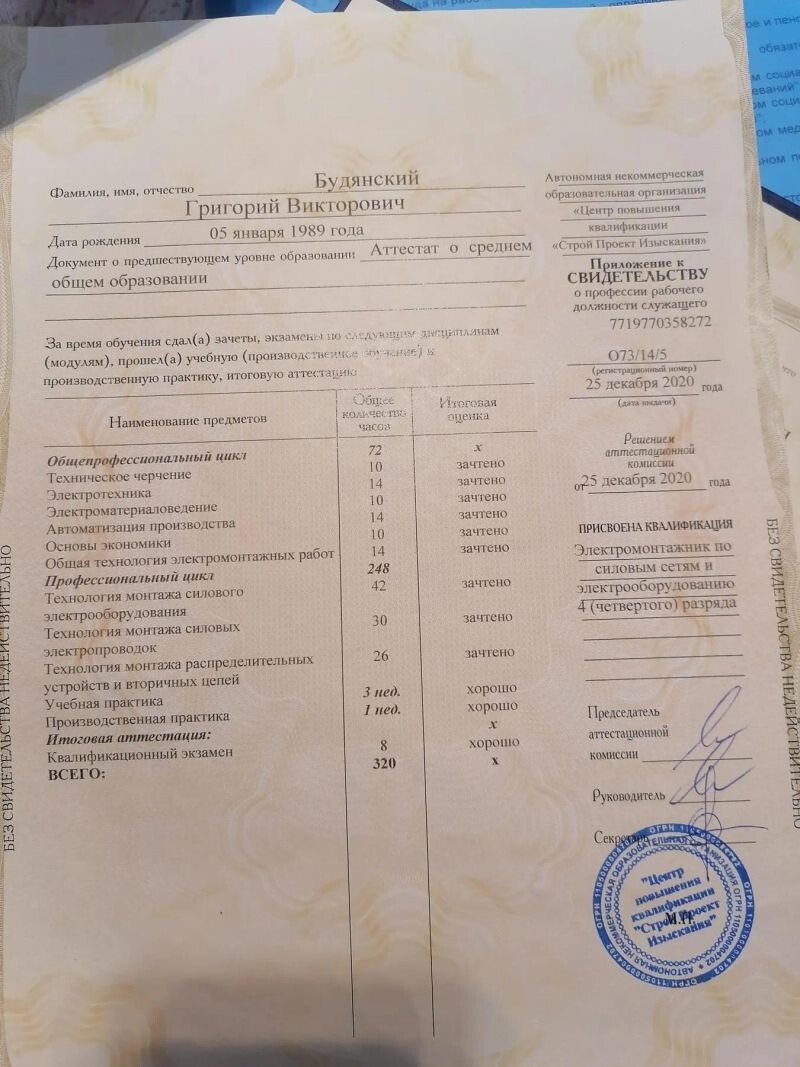 Фамилия, имя, отчество Будянский
Григорий Викторович
Дата рождения 05 января 1989 года
Документ о предшествующем уровне образовании Аттестат о среднем
общем образовании
За время обучения сдал(а) зачеты, экзамены по следующим дисциплинам
(модулям), прошел(а) учебную (производственное обучение) и
производственную практику, итоговую аттестацию
Наименование предметов Общее количество часов Итоговая оценка
Общепрофессиональный цикл 72 x
Техническое черчение 10 зачтено
Электротехника 14 зачтено
Электроматериаловедение 10 зачтено
Автоматизация производства 14 зачтено
Основы экономики 10 зачтено
Общая технология электромонтажных работ 14 зачтено
Профессиональный цикл 248
Технология монтажа силового 42 зачтено
электрооборудования
Технология монтажа силовых 30 зачтено
электропроводок
Технология монтажа распределительных 26 зачтено
устройств и вторичных цепей
Учебная практика 3 нед. хорошо
Производственная практика 1 нед. хорошо
Итоговая аттестация: x
Квалификационный экзамен 8 хорошо
ВСЕГО: 320 x
Автономная некоммерческая
образовательная организация
«Центр повышения
квалификации
«Строй Проект Изыскания»
Приложение к
СВИДЕТЕЛЬСТВУ
о профессии рабочего
должности служащего
7719770358272
О73/14/5
(регистрационный номер)
25 декабря 2020 года
(дата выдачи)
Решением
аттестационной
комиссии
от 25 декабря 2020 года
ПРИСВОЕНА КВАЛИФИКАЦИЯ
Электромонтажник по
силовым сетям и
электрооборудованию
4 (четвертого) разряда
Председатель
аттестационной
комиссии
Руководитель
Секретарь
М.П.
"Центр
повышения
квалификации
"Строй Проект
Изыскания"
БЕЗ СВИДЕТЕЛЬСТВА НЕДЕЙСТВИТЕЛЬНО
БЕЗ СВИДЕТЕЛЬСТВА НЕДЕЙСТВИТЕЛЬНО